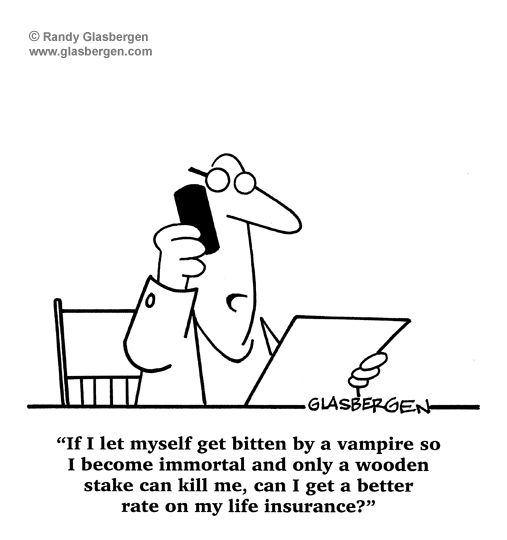 © Randy Glasbergen
www.glasbergen.com
GLASBERGEN
“If I let myself get bitten by a vampire so
I become immortal and only a wooden
stake can kill me, can I get a better
rate on my life insurance?”